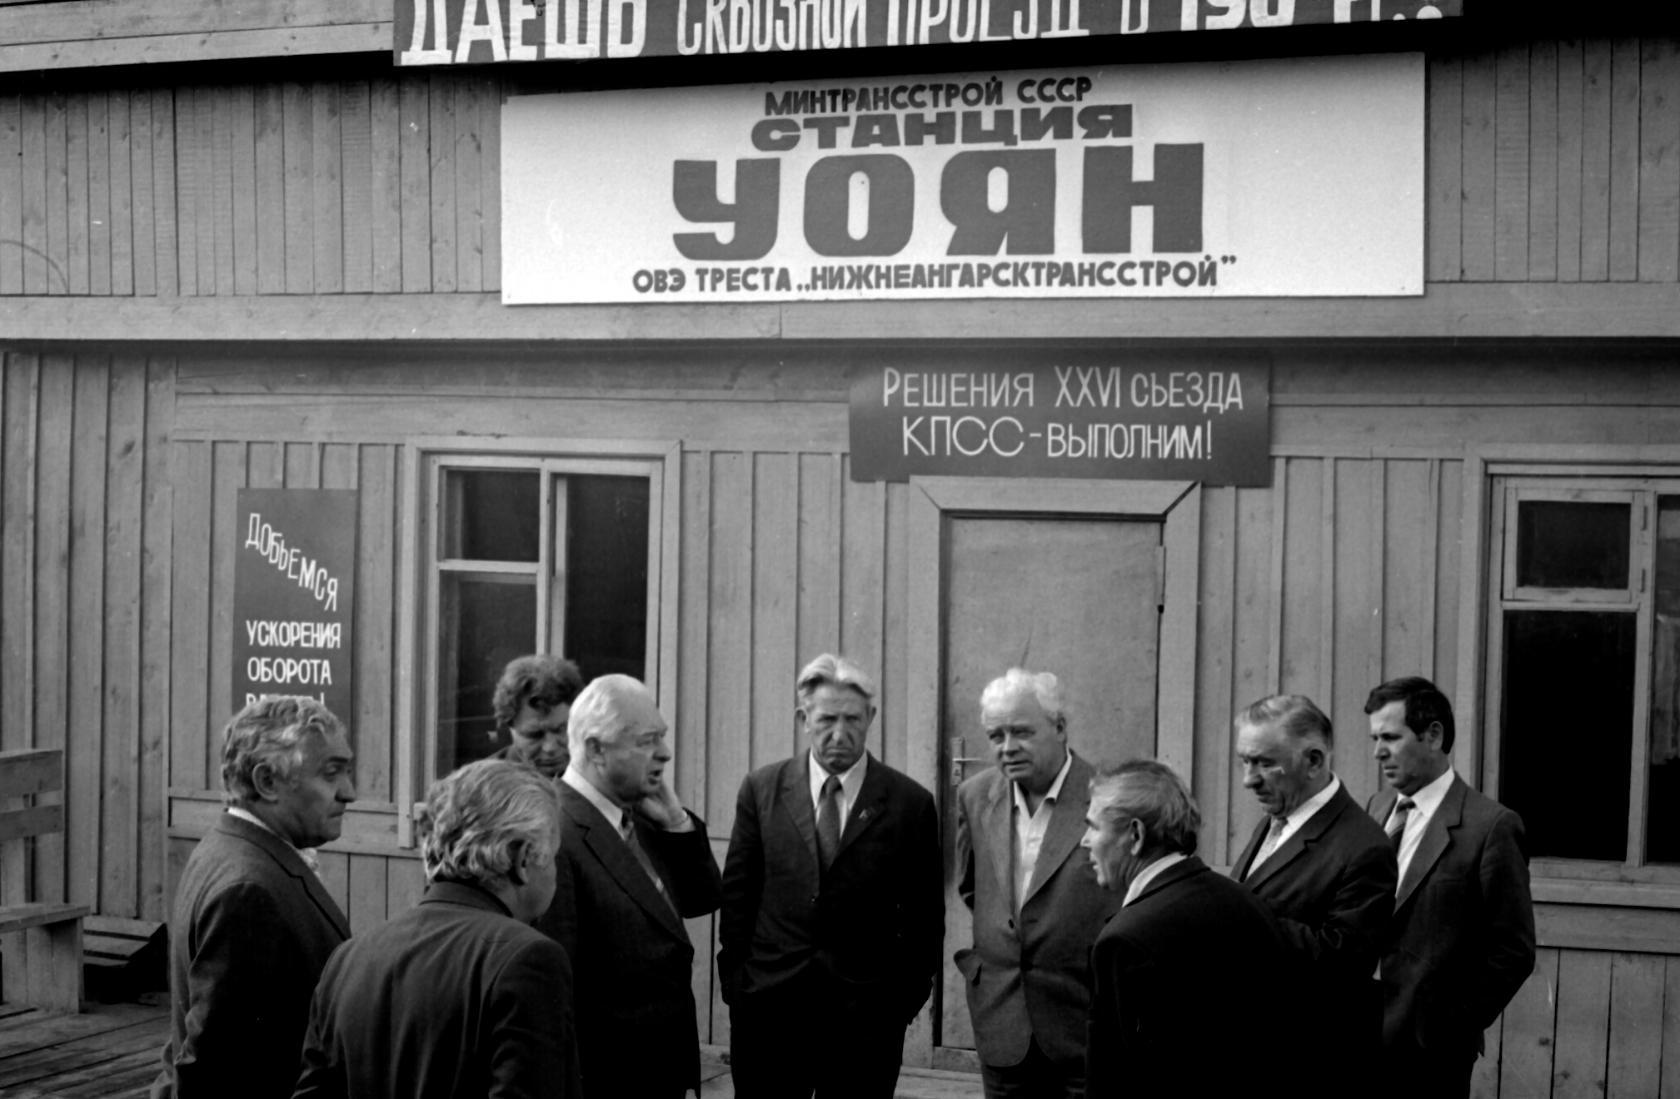 ДАЕШЬ СКВОЗНОЙ ПРОЕЗД В
МИНТРАНССТРОЙ СССР
СТАНЦИЯ
УОЯН
ОВЭ ТРЕСТА „НИЖНЕАНГАРСКТРАНССТРОЙ”
РЕШЕНИЯ XXVI СЬЕЗДА
КПСС-ВЫПОЛНИМ!
ДОБЬЕМСЯ
УСКОРЕНИЯ
ОБОРОТА